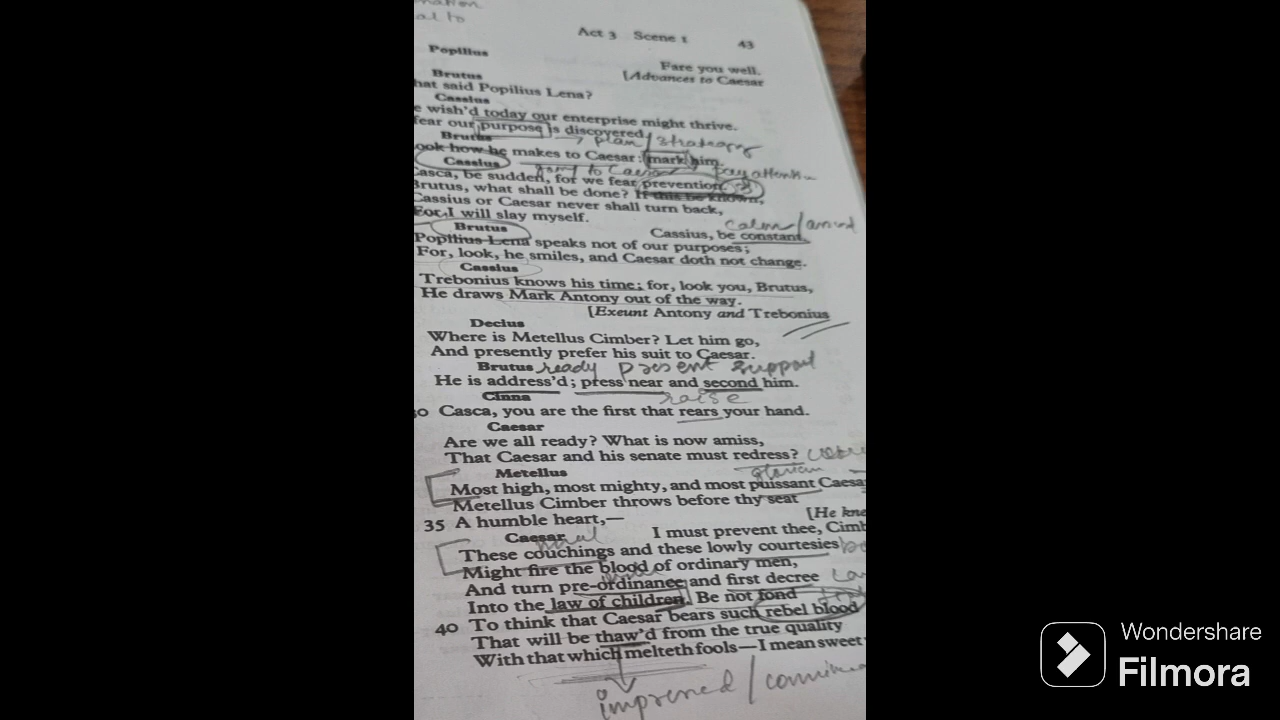 al to
Act 3 Scene 1 43
Popilius
Fare you well.
[Advances to Caesar
Brutus
hat said Popilius Lena?
Cassius
e wish'd today our enterprise might thrive.
fear our purpose is discovered
plan / strategy
Brutus
ook how he makes to Caesar: mark him.
Cassius going to Caesar pay attention
Casca, be sudden, for we fear prevention.
Brutus, what shall be done? If this be known,
Cassius or Caesar never shall turn back,
For I will slay myself.
calm /
Brutus
Cassius, be constant.
Popilius Lena speaks not of our purposes;
For, look, he smiles, and Caesar doth not change.
Cassius
Trebonius knows his time; for, look you, Brutus,
He draws Mark Antony out of the way.
[Exeunt Antony and Trebonius
Decius
Where is Metellus Cimber? Let him go,
And presently prefer his suit to Caesar.
Brutus ready present support
He is address'd; press near and second him.
Cinna raise
30 Casca, you are the first that rears your hand.
Caesar
Are we all ready? What is now amiss,
That Caesar and his senate must redress?
Metellus
Most high, most mighty, and most puissant Caesa
Metellus Cimber throws before thy seat
[He kne
35 A humble heart,—
Caesar
I must prevent thee, Cimb
These couchings and these lowly courtesies
Might fire the blood of ordinary men,
And turn pre-ordinance and first decree
Into the law of children. Be not fond
40 To think that Caesar bears such rebel blood
That will be thaw'd from the true quality
With that which melteth fools—I mean sweet
impressed /
Wondershare
Filmora